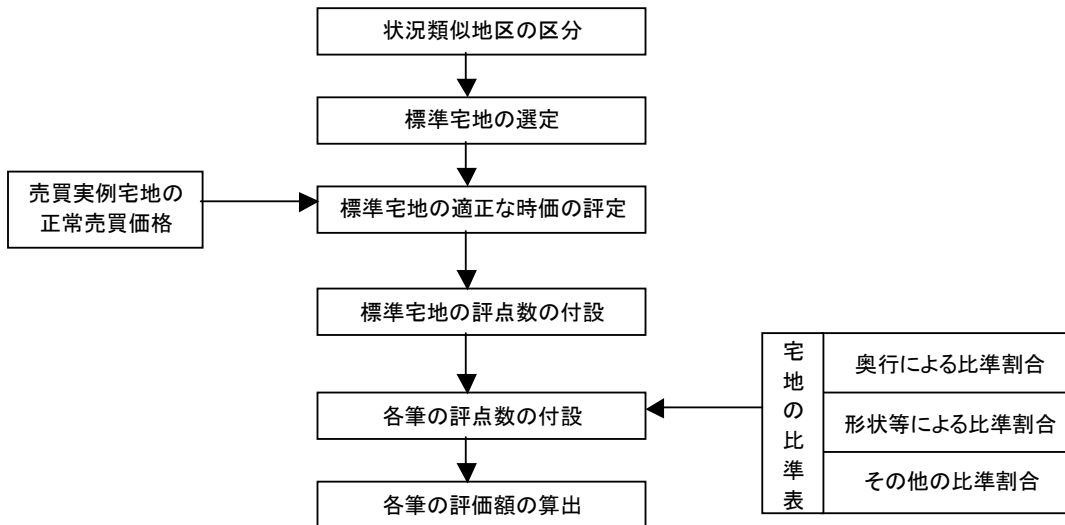 状況類似地区の区分
標準宅地の選定
売買実例宅地の
正常売買価格
標準宅地の適正な時価の評定
標準宅地の評点数の付設
各筆の評点数の付設
宅地の比準表
奥行による比準割合
形状等による比準割合
その他の比準割合
各筆の評価額の算出